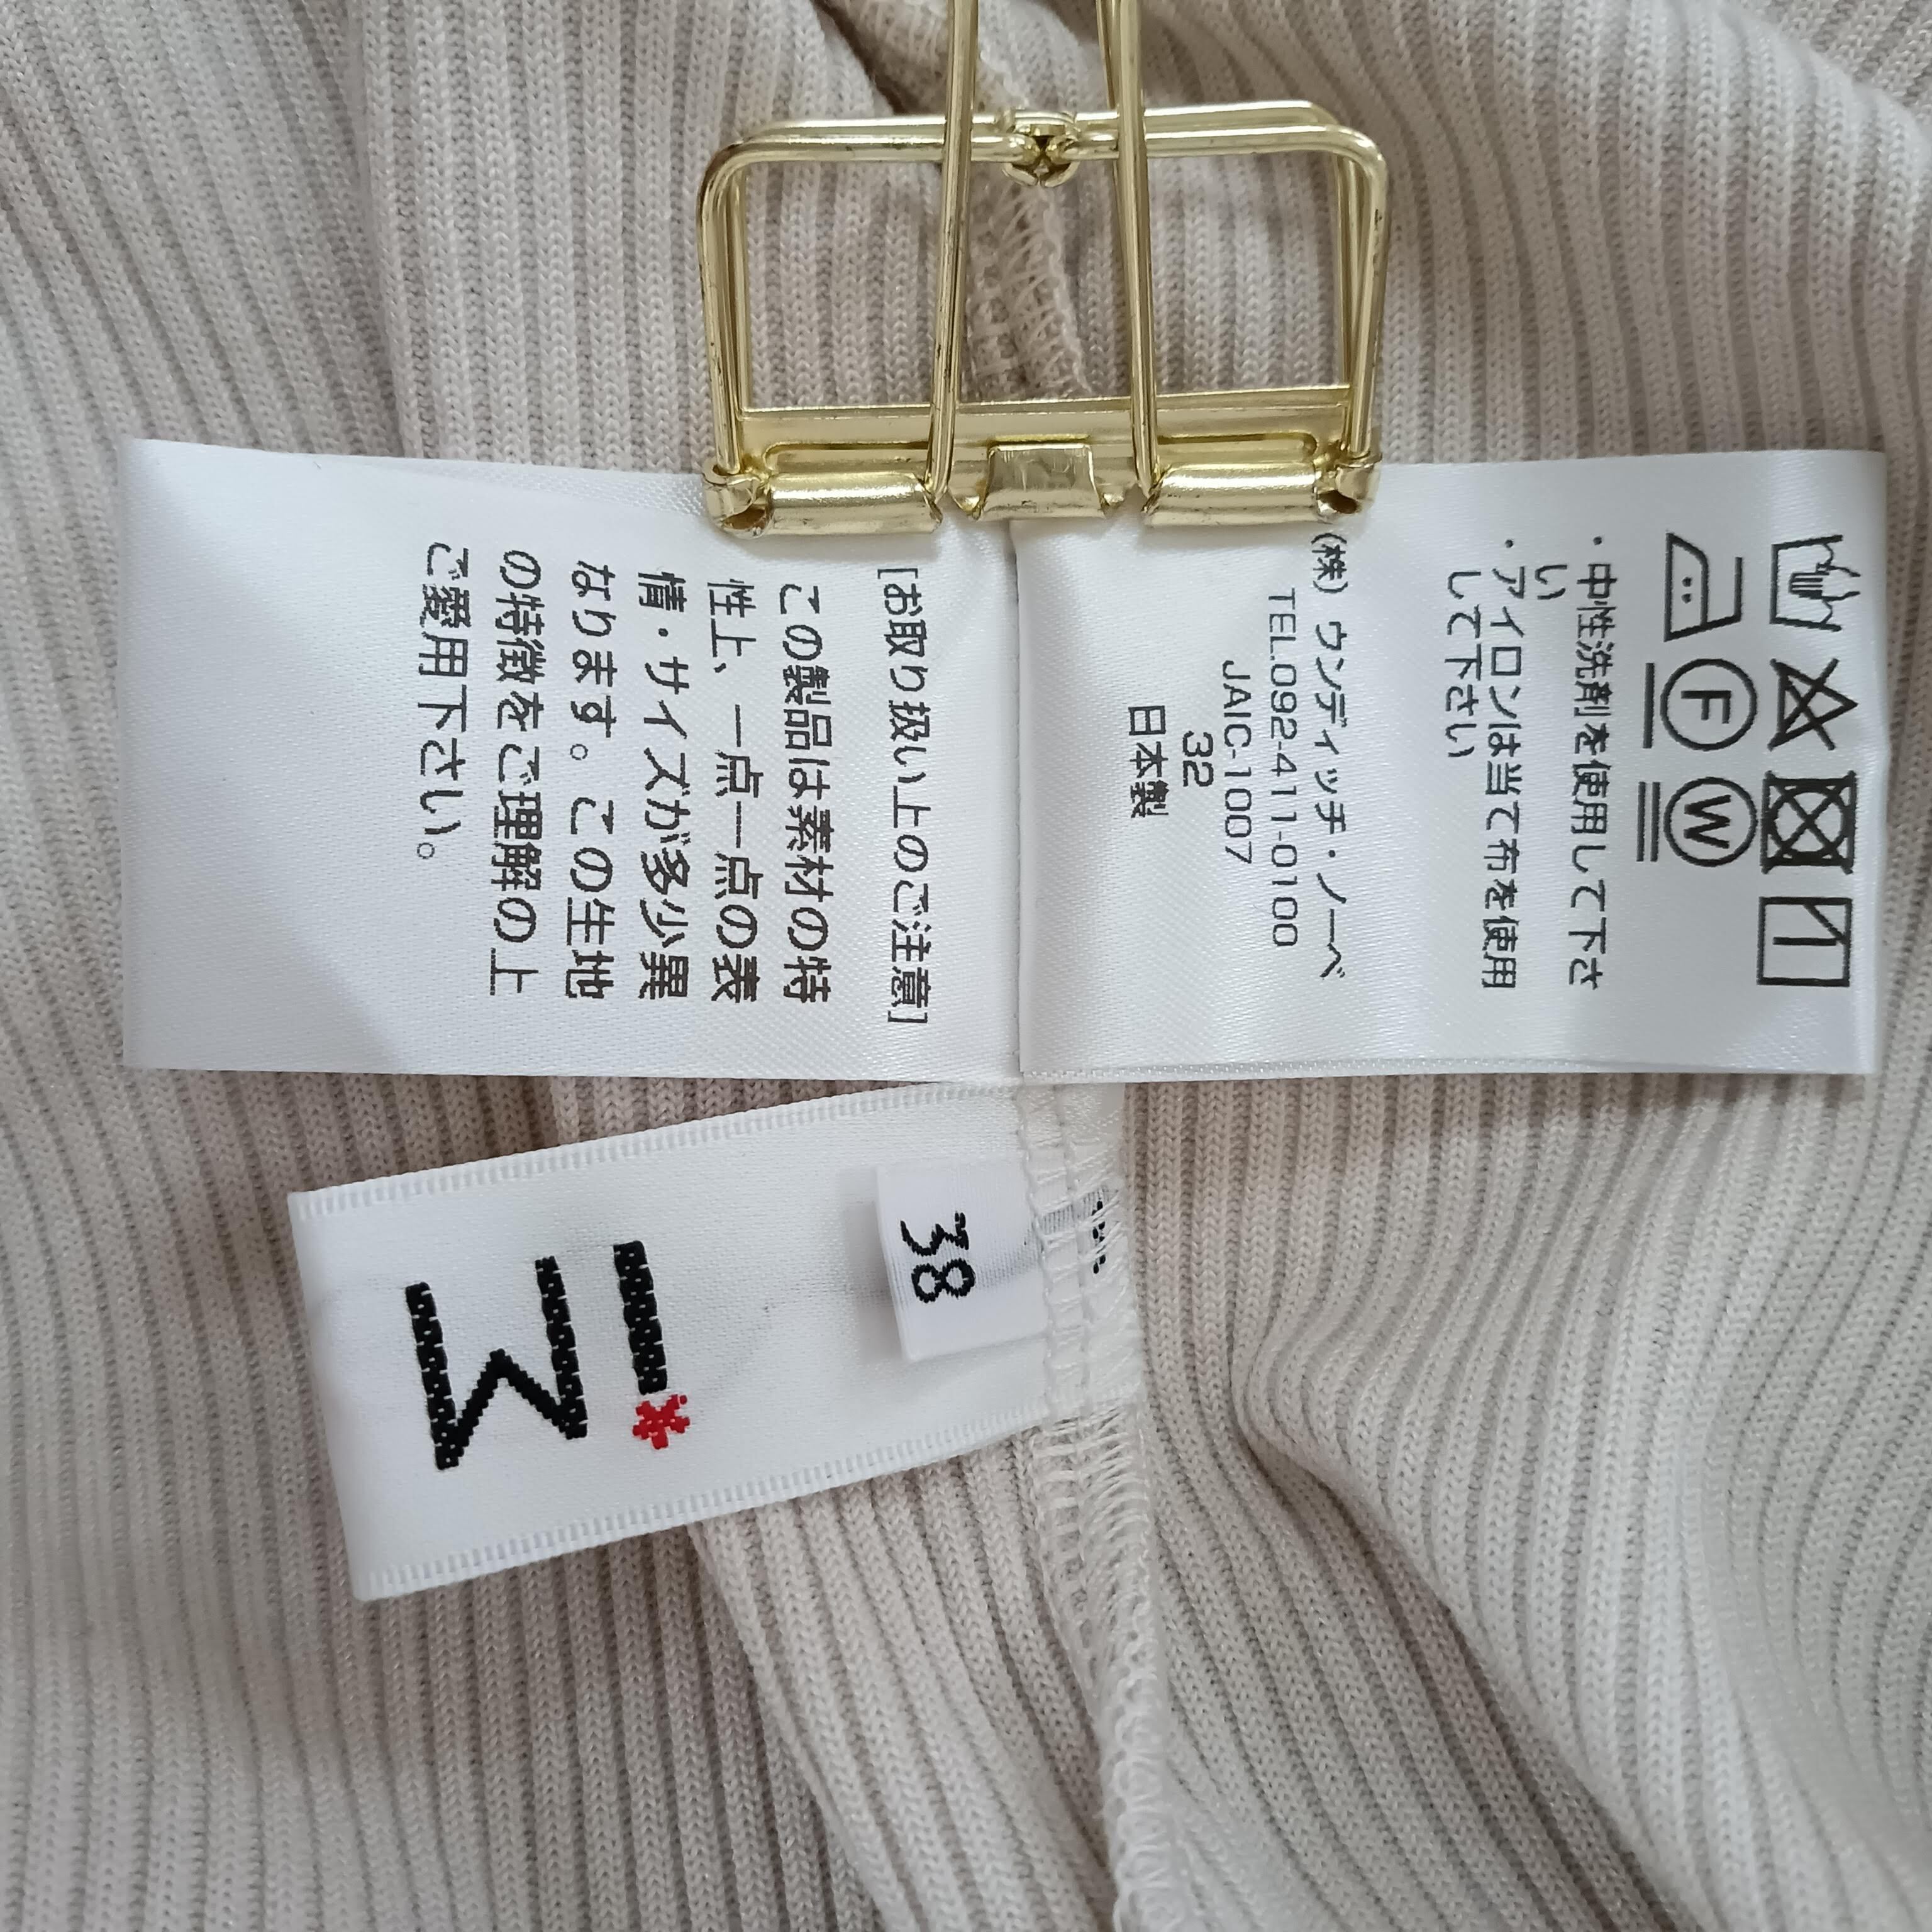 F
W
・中性洗剤を使用して下さ
い
・アイロンは当て布を使用
して下さい
(株) ウンディッチ・ノーベ
TEL.092-411-0100
JAIC-1007
32
日本製
[お取り扱い上のご注意]
この製品は素材の特
性上、一点一点の表
情・サイズが多少異
なります。この生地
の特徴をご理解の上
ご愛用下さい。
38
M
i*